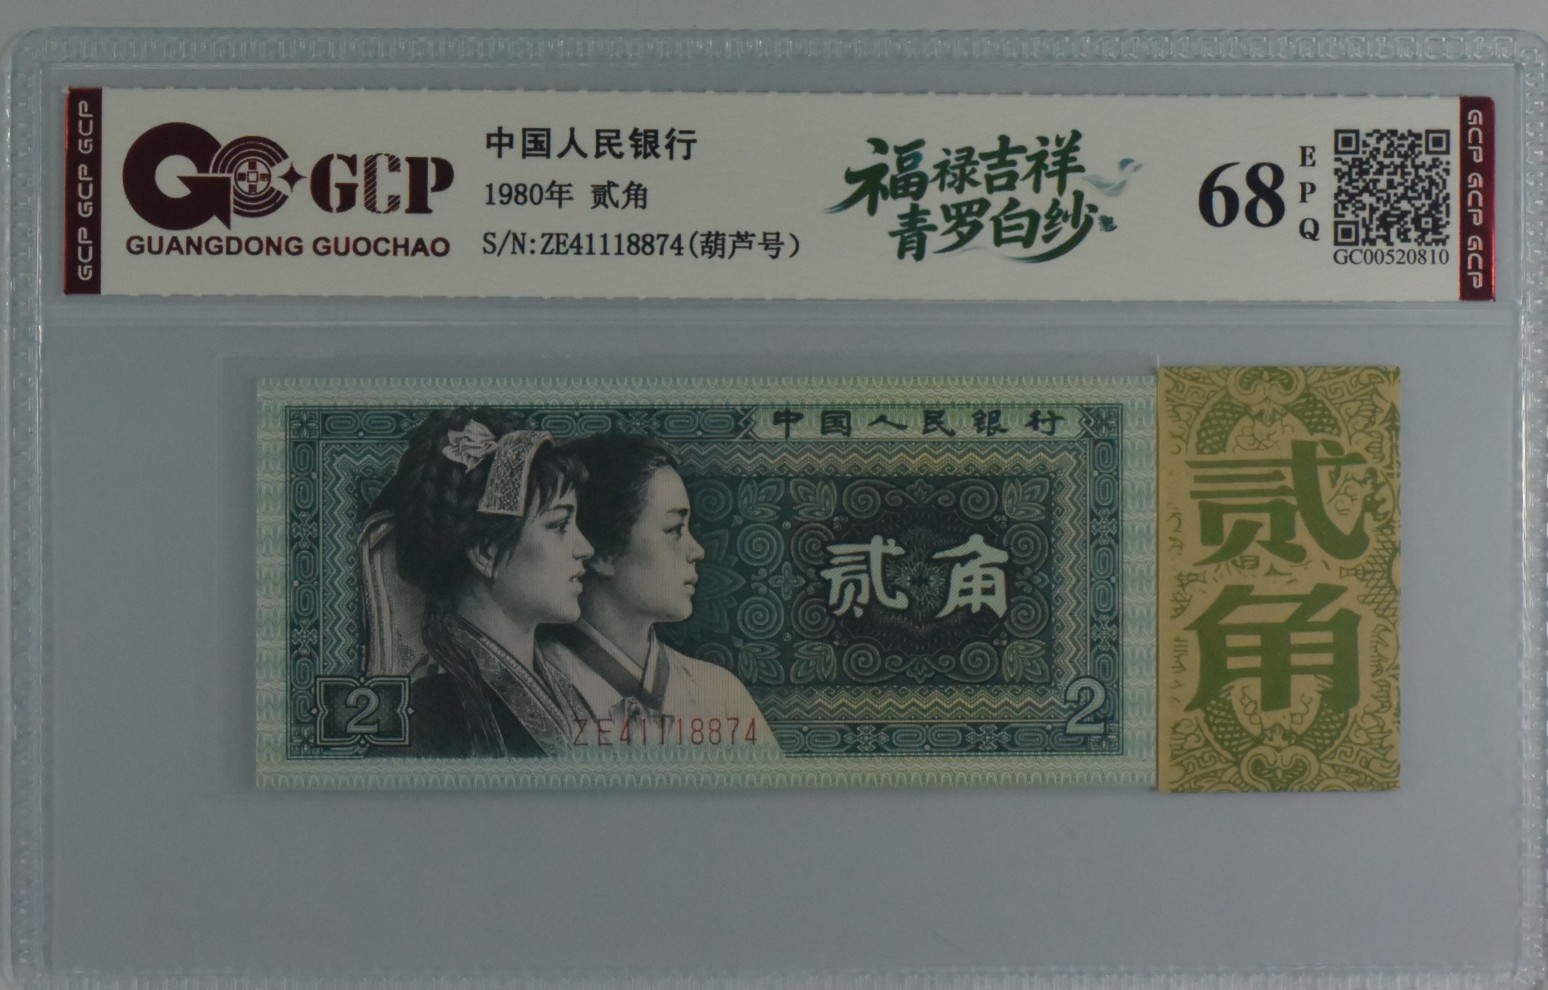 GCP GCP GCP
GCP
GUANGDONG GUOCHAO
中国人民银行
1980年 贰角
S/N:ZE41118874(葫芦号)
福禄吉祥
青罗白纱
68
EPQ
GC00520810
GCP GCP GCP
中国人民银行
贰角
2
2
ZE41118874
贰角